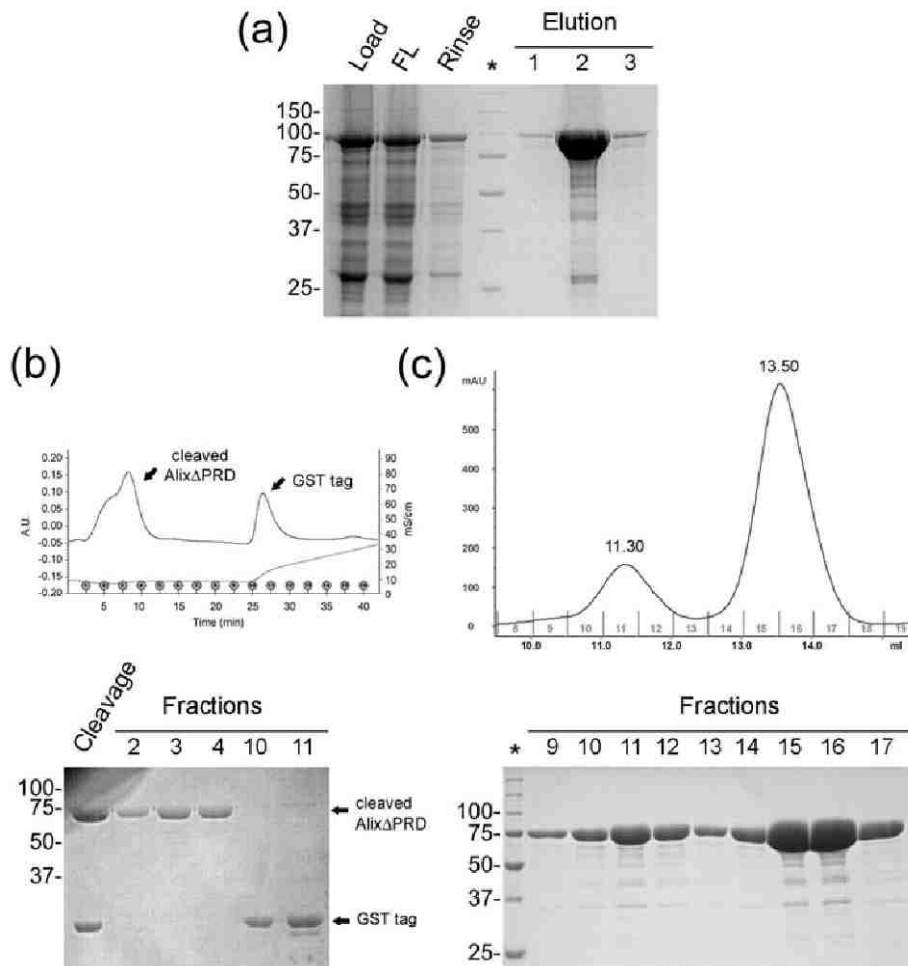 (a)
Load FL Rinse * Elution
1 2 3
150-
100-
75-
50-
37-
25-
(b)
cleaved
AlixΔPRD
GST tag
0.20
0.15
0.10
0.05
0.00
-0.05
-0.10
-0.15
-0.20
A.U.
90
80
70
60
50
40
30
20
10
0
mS/cm
5 10 15 20 25 30 35 40
Time (min)
(c)
mAU
600
500
400
300
200
100
0
11.30
13.50
8 9 10 11 12 13 14 15 16 17 18 19
10.0 11.0 12.0 13.0 14.0 ml
Cleavage Fractions
2 3 4 10 11
100-
75-
50-
37-
cleaved
AlixΔPRD
GST tag
Fractions
* 9 10 11 12 13 14 15 16 17
100-
75-
50-
37-
25-